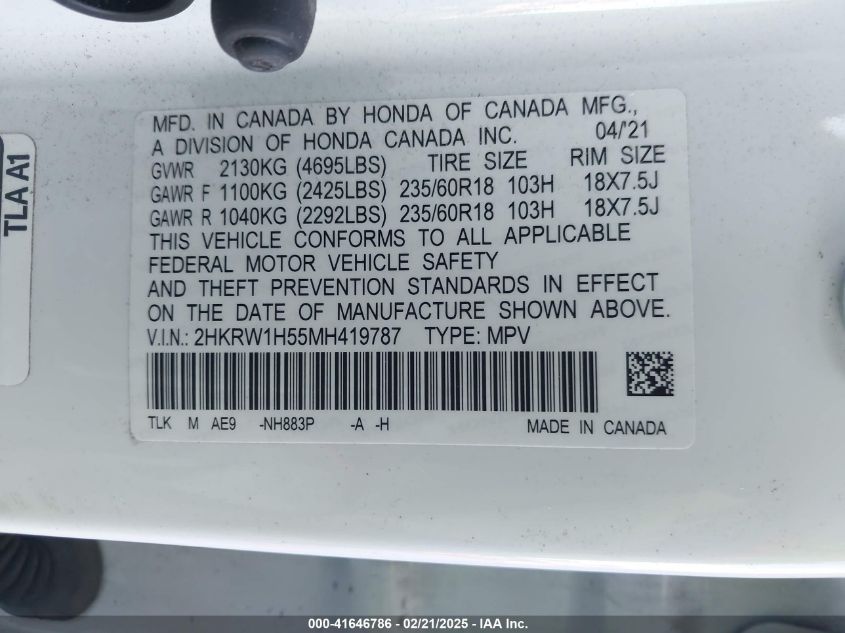 MFD. IN CANADA BY HONDA OF CANADA MFG.,
A DIVISION OF HONDA CANADA INC. 04/'21
GVWR 2130KG (4695LBS) TIRE SIZE RIM SIZE
GAWR F 1100KG (2425LBS) 235/60R18 103H 18X7.5J
GAWR R 1040KG (2292LBS) 235/60R18 103H 18X7.5J
THIS VEHICLE CONFORMS TO ALL APPLICABLE
FEDERAL MOTOR VEHICLE SAFETY
AND THEFT PREVENTION STANDARDS IN EFFECT
ON THE DATE OF MANUFACTURE SHOWN ABOVE.
V.I.N.: 2HKRW1H55MH419787 TYPE: MPV
TLK M AE9 -NH883P -A -H MADE IN CANADA
TLA A1
000-41646786 - 02/21/2025 - IAA Inc.